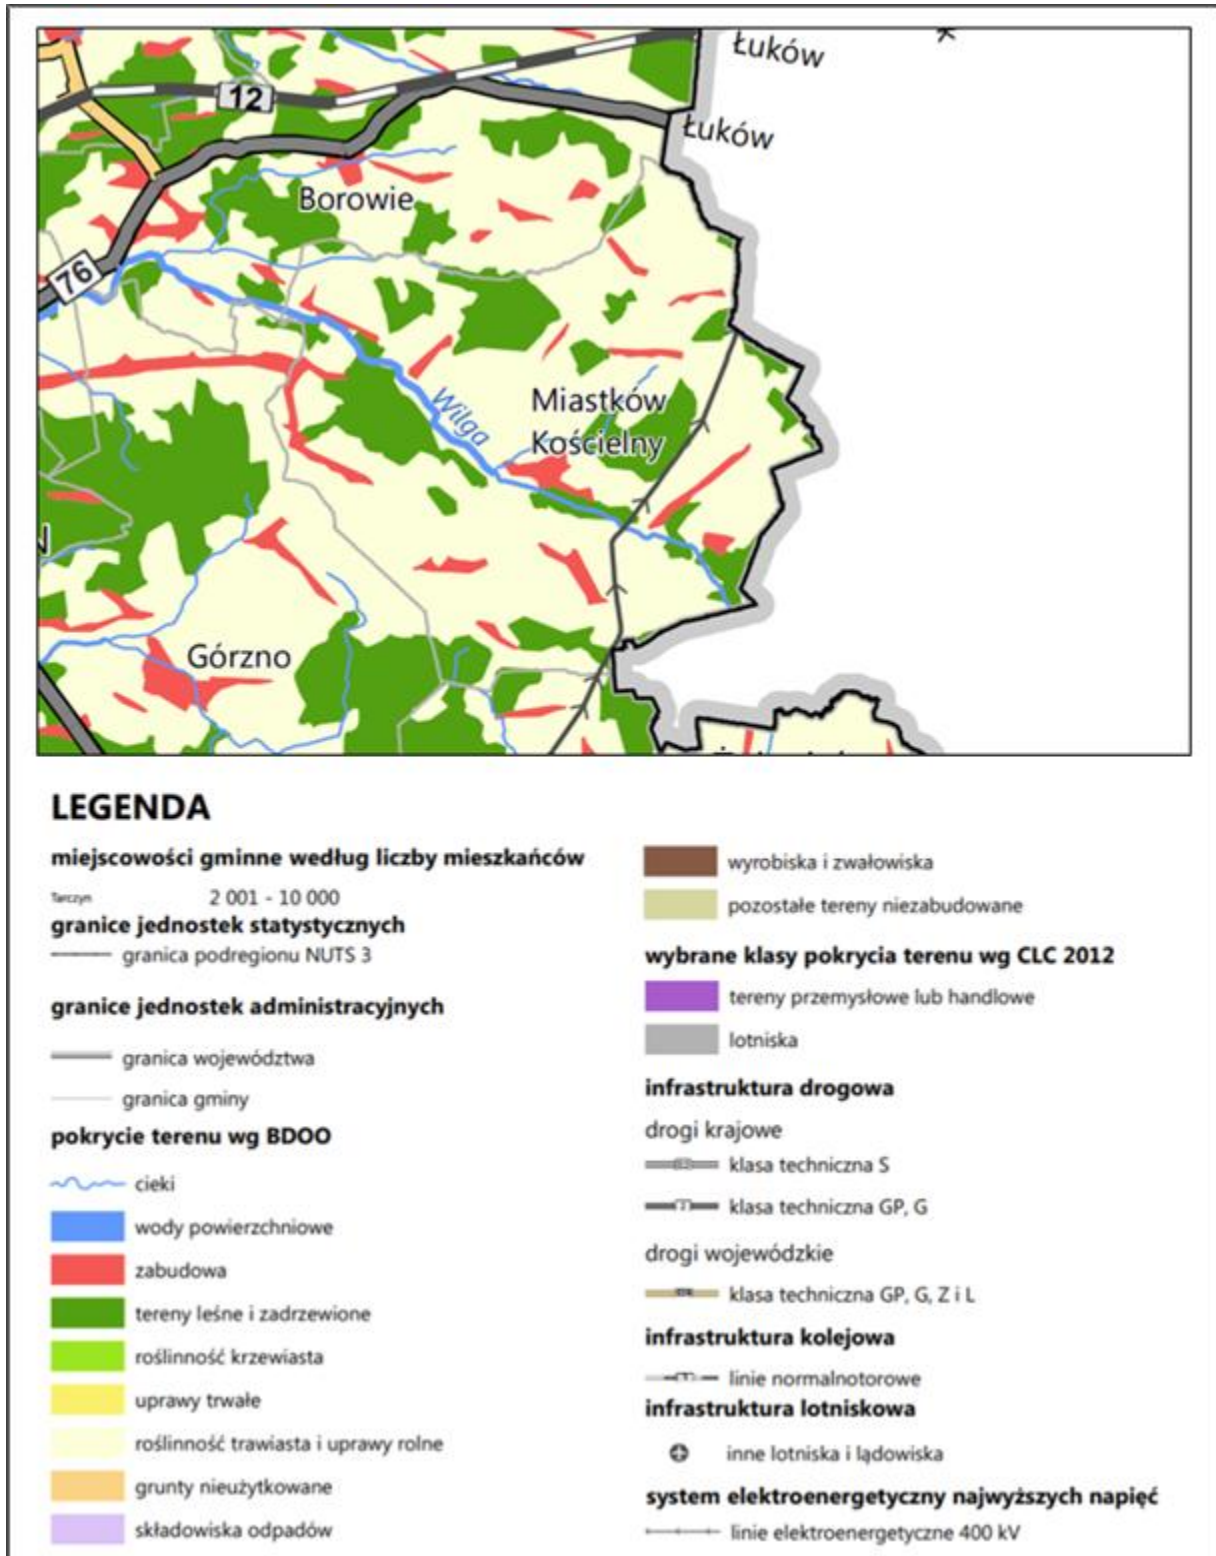 Łuków
12
Łuków
Borowie
76
Wilga
Miastków
Kościelny
N
Górzno
LEGENDA
miejscowości gminne według liczby mieszkańców
Tarczyn 2 001 - 10 000
granice jednostek statystycznych
granica podregionu NUTS 3
granice jednostek administracyjnych
granica województwa
granica gminy
pokrycie terenu wg BDOO
cieki
wody powierzchniowe
zabudowa
tereny leśne i zadrzewione
roślinność krzewiasta
uprawy trwałe
roślinność trawiasta i uprawy rolne
grunty nieużytkowane
składowiska odpadów
wyrobiska i zwałowiska
pozostałe tereny niezabudowane
wybrane klasy pokrycia terenu wg CLC 2012
tereny przemysłowe lub handlowe
lotniska
infrastruktura drogowa
drogi krajowe
klasa techniczna S
klasa techniczna GP, G
drogi wojewódzkie
klasa techniczna GP, G, Z i L
infrastruktura kolejowa
linie normalnotorowe
infrastruktura lotniskowa
inne lotniska i lądowiska
system elektroenergetyczny najwyższych napięć
linie elektroenergetyczne 400 kV